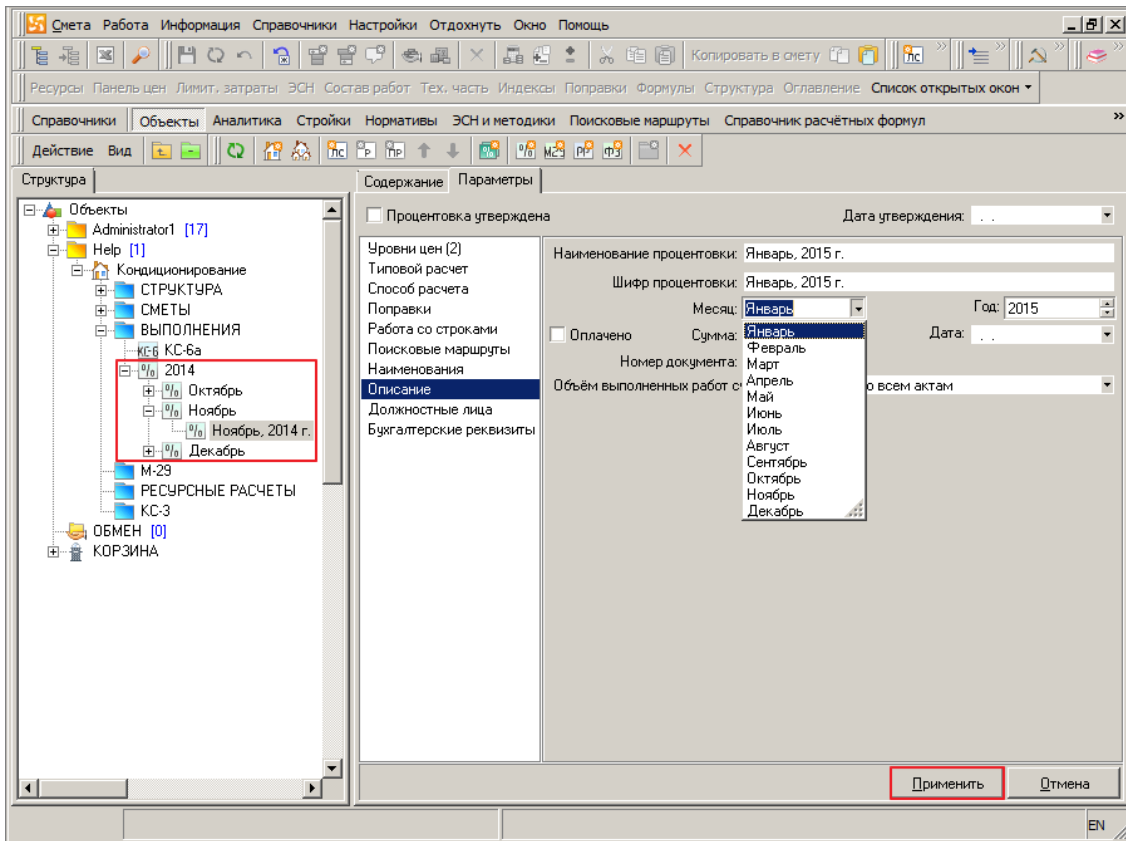 Смета Работа Информация Справочники Настройки Отдохнуть Окно Помощь
Копировать в смету
Ресурсы Панель цен Лимит. затраты ЭСН Состав работ Тех. часть Индексы Поправки Формулы Структура Оглавление Список открытых окон
Справочники Объекты Аналитика Стройки Нормативы ЭСН и методики Поисковые маршруты Справочник расчётных формул
Действие Вид
Структура
Содержание Параметры
Объекты
Administrator1 [17]
Help [1]
Кондиционирование
СТРУКТУРА
СМЕТЫ
ВЫПОЛНЕНИЯ
КС-6 КС-6а
% 2014
% Октябрь
% Ноябрь
% Ноябрь, 2014 г.
% Декабрь
М-29
РЕСУРСНЫЕ РАСЧЕТЫ
КС-3
ОБМЕН [0]
КОРЗИНА
Процентовка утверждена Дата утверждения: . .
Уровни цен (2)
Типовой расчет
Способ расчета
Поправки
Работа со строками
Поисковые маршруты
Наименования
Описание
Должностные лица
Бухгалтерские реквизиты
Наименование процентовки: Январь, 2015 г.
Шифр процентовки: Январь, 2015 г.
Месяц: Январь Год: 2015
Оплачено Сумма: Дата: . .
Номер документа:
Объём выполненных работ о всем актам
Январь
Февраль
Март
Апрель
Май
Июнь
Июль
Август
Сентябрь
Октябрь
Ноябрь
Декабрь
Применить Отмена
EN